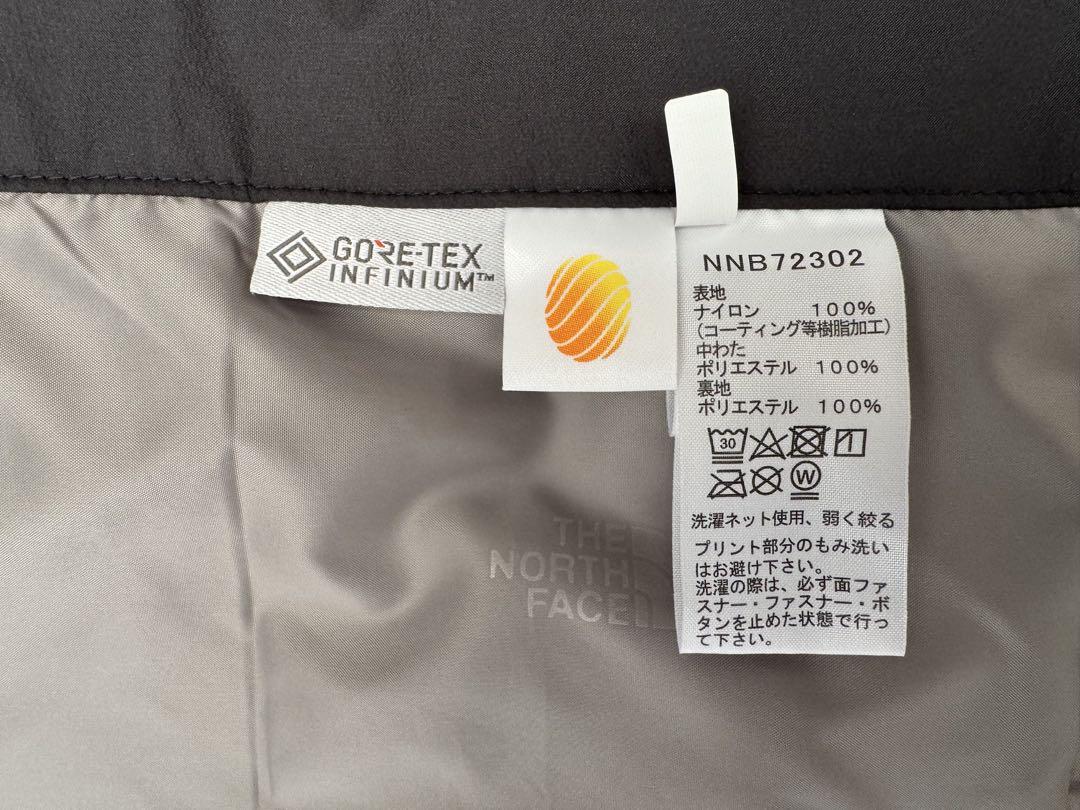 GORE-TEX
INFINIUM™
NNB72302
表地
ナイロン 100%
(コーティング等樹脂加工)
中わた
ポリエステル 100%
裏地
ポリエステル 100%
30
W
洗濯ネット使用、弱く絞る
プリント部分のもみ洗い
はお避け下さい。
洗濯の際は、必ず面ファ
スナー・ファスナー・ボ
タンを止めた状態で行っ
て下さい。
THE
NORTH
FACE